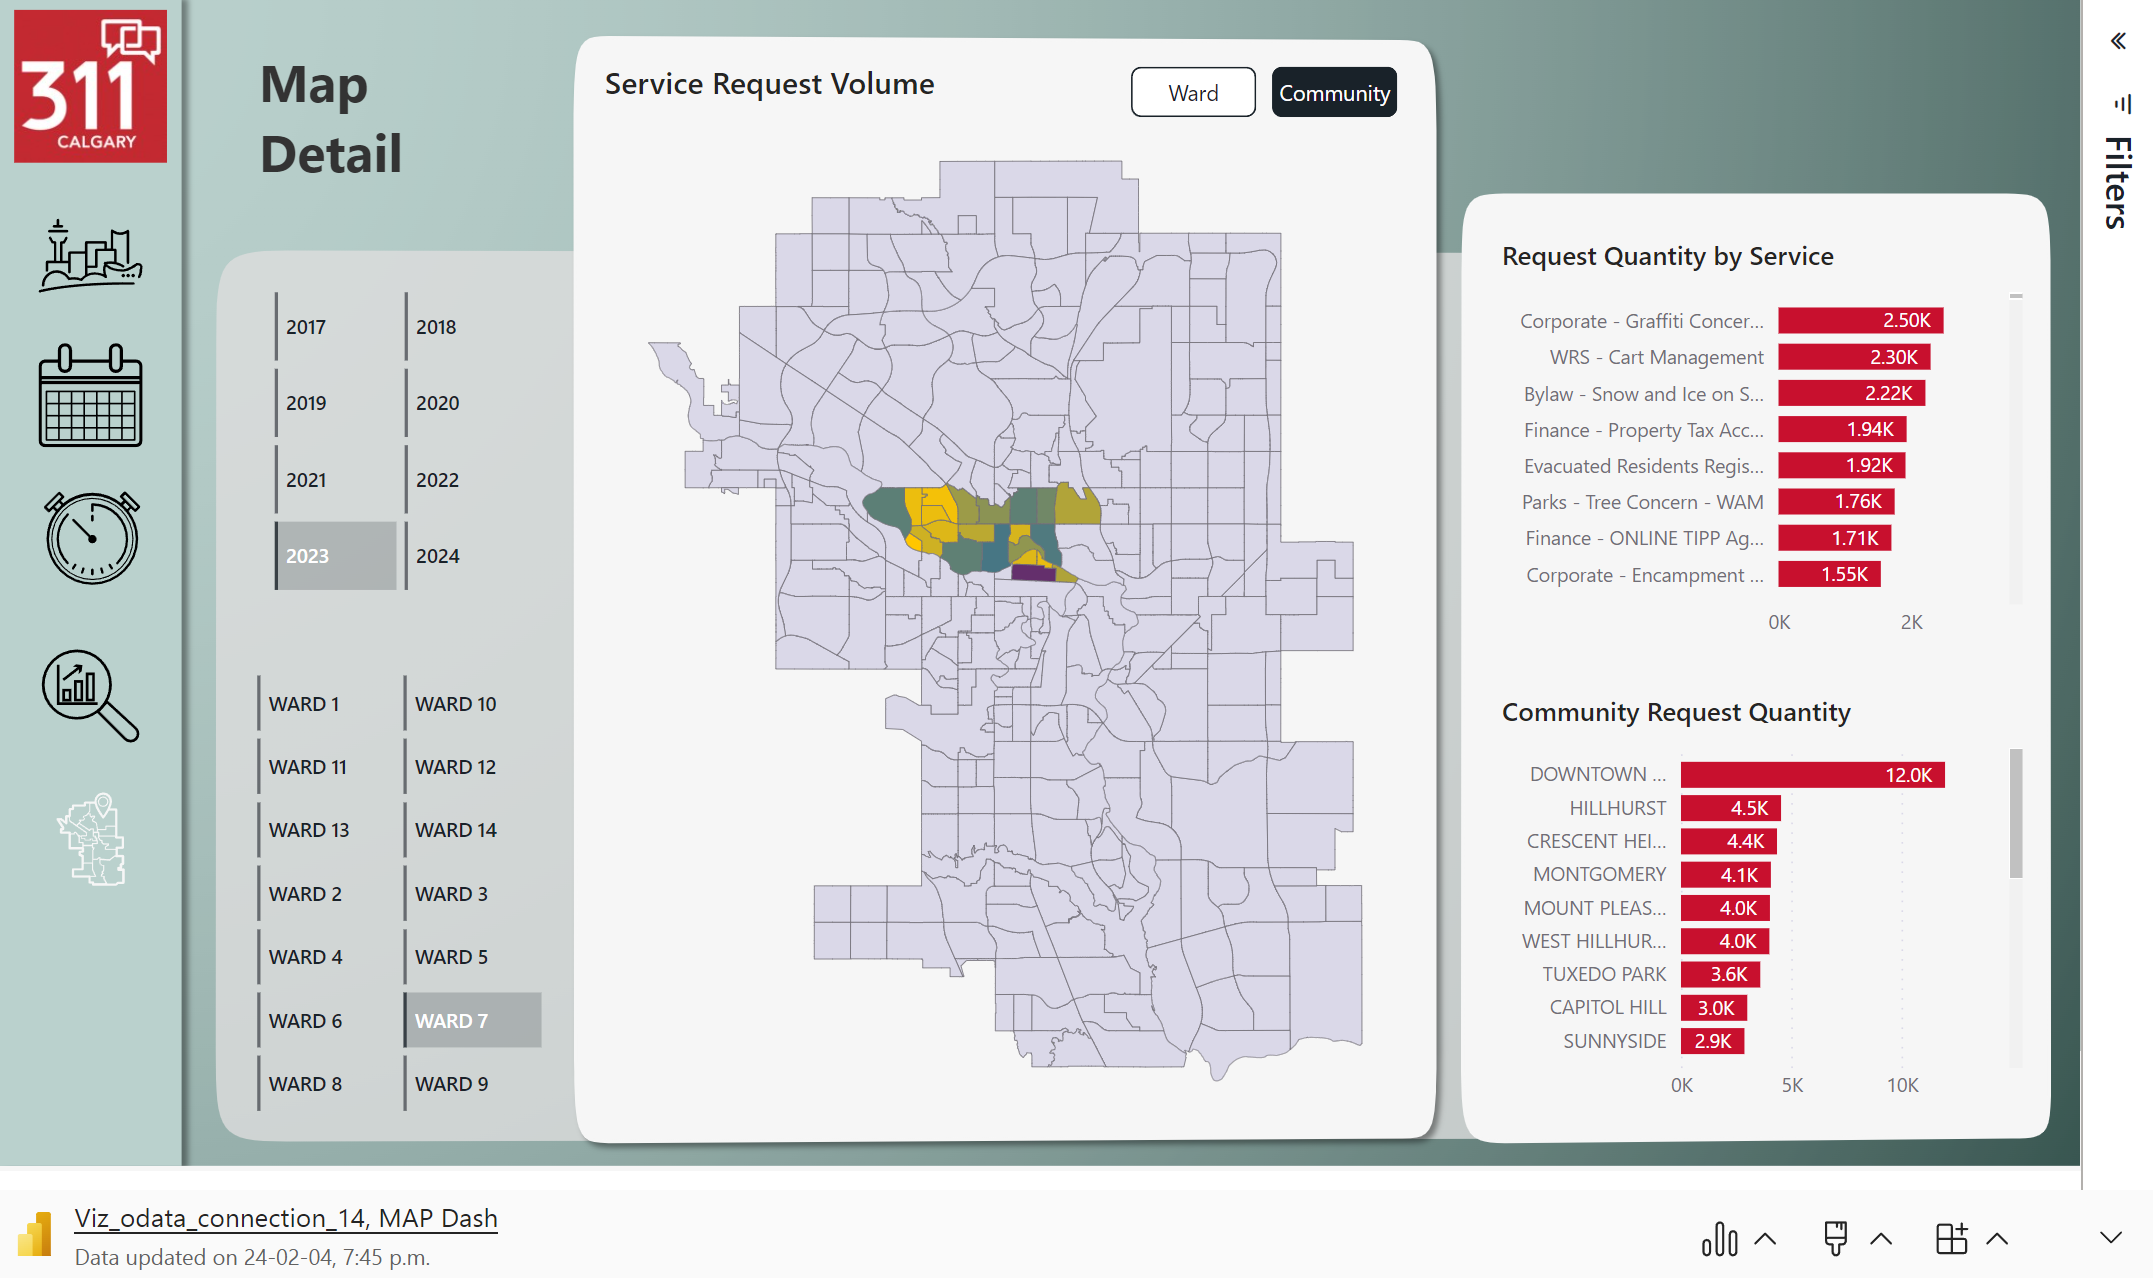 311
CALGARY
Map
Detail
2017
2018
2019
2020
2021
2022
2023
2024
WARD 1
WARD 10
WARD 11
WARD 12
WARD 13
WARD 14
WARD 2
WARD 3
WARD 4
WARD 5
WARD 6
WARD 7
WARD 8
WARD 9
Service Request Volume
Ward
Community
Request Quantity by Service
Corporate - Graffiti Concer... 2.50K
WRS - Cart Management 2.30K
Bylaw - Snow and Ice on S... 2.22K
Finance - Property Tax Acc... 1.94K
Evacuated Residents Regis... 1.92K
Parks - Tree Concern - WAM 1.76K
Finance - ONLINE TIPP Ag... 1.71K
Corporate - Encampment ... 1.55K
0K 2K
Community Request Quantity
DOWNTOWN ... 12.0K
HILLHURST 4.5K
CRESCENT HEI... 4.4K
MONTGOMERY 4.1K
MOUNT PLEAS... 4.0K
WEST HILLHUR... 4.0K
TUXEDO PARK 3.6K
CAPITOL HILL 3.0K
SUNNYSIDE 2.9K
0K 5K 10K
Filters
Viz_odata_connection_14, MAP Dash
Data updated on 24-02-04, 7:45 p.m.